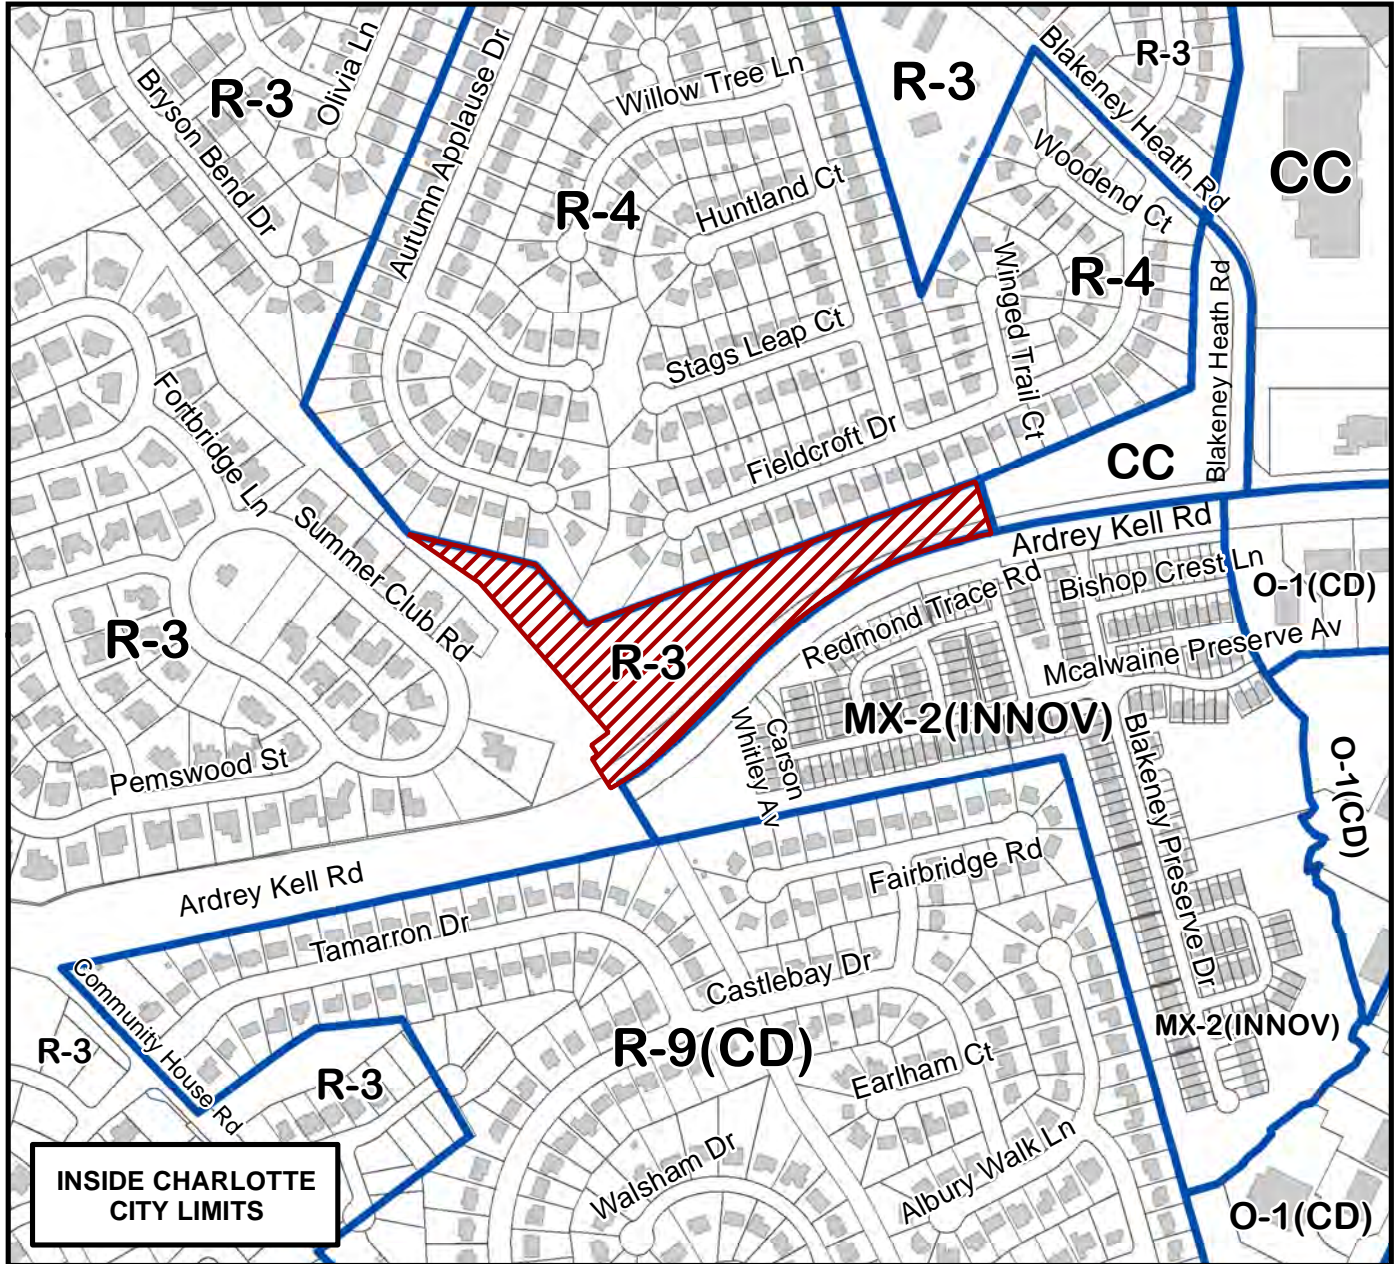 R-3
Olivia Ln
Bryson Bend Dr
Autumn Applause Dr
Willow Tree Ln
R-4
Huntland Ct
Stags Leap Ct
R-3
Blakeney Heath Rd
R-3
CC
Woodend Ct
Winged Trail Ct
R-4
Blakeney Heath Rd
Fieldcroft Dr
CC
Fortbridge Ln
Summer Club Rd
R-3
Pemswood St
R-3
Ardrey Kell Rd
Redmond Trace Rd
Bishop Crest Ln
O-1(CD)
Mcalwaine Preserve Av
MX-2(INNOV)
Carson
Whitley Av
Blakeney Preserve Dr
O-1(CD)
Ardrey Kell Rd
Fairbridge Rd
Tamarron Dr
Castlebay Dr
Community House Rd
R-3
R-3
R-9(CD)
Earlham Ct
MX-2(INNOV)
Walsham Dr
Albury Walk Ln
O-1(CD)
INSIDE CHARLOTTE
CITY LIMITS